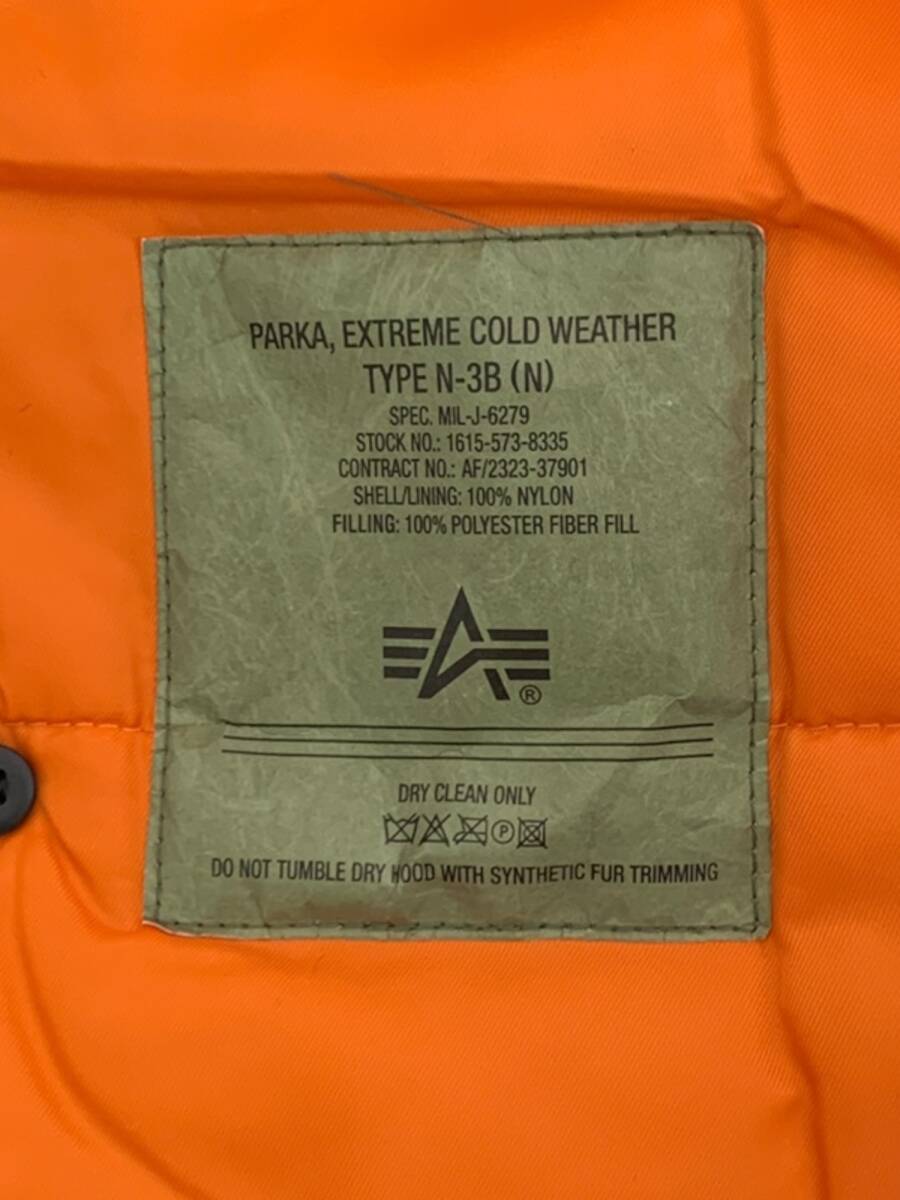 PARKA, EXTREME COLD WEATHER
TYPE N-3B (N)
SPEC. MIL-J-6279
STOCK NO.: 1615-573-8335
CONTRACT NO.: AF/2323-37901
SHELL/LINING: 100% NYLON
FILLING: 100% POLYESTER FIBER FILL
®
DRY CLEAN ONLY
P
DO NOT TUMBLE DRY HOOD WITH SYNTHETIC FUR TRIMMING